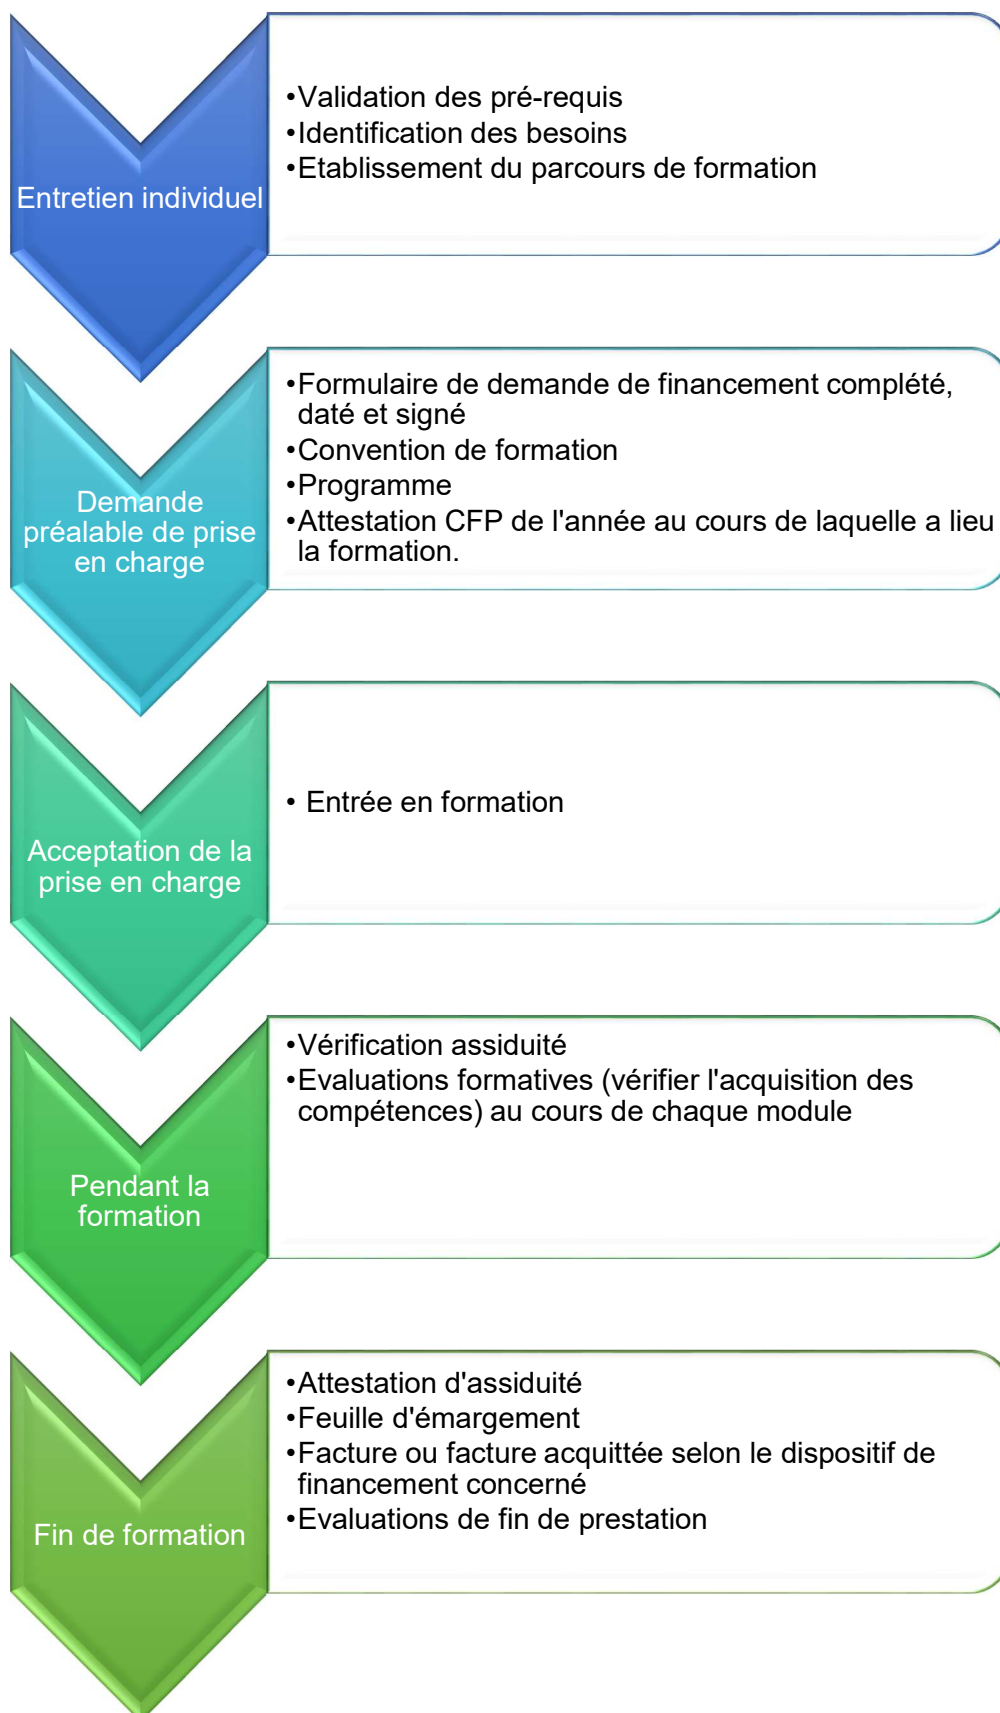 Entretien individuel
•Validation des pré-requis
•Identification des besoins
•Etablissement du parcours de formation
Demande
préalable de prise
en charge
•Formulaire de demande de financement complété,
daté et signé
•Convention de formation
•Programme
•Attestation CFP de l'année au cours de laquelle a lieu
la formation.
Acceptation de la
prise en charge
• Entrée en formation
Pendant la
formation
•Vérification assiduité
•Evaluations formatives (vérifier l'acquisition des
compétences) au cours de chaque module
Fin de formation
•Attestation d'assiduité
•Feuille d'émargement
•Facture ou facture acquittée selon le dispositif de
financement concerné
•Evaluations de fin de prestation